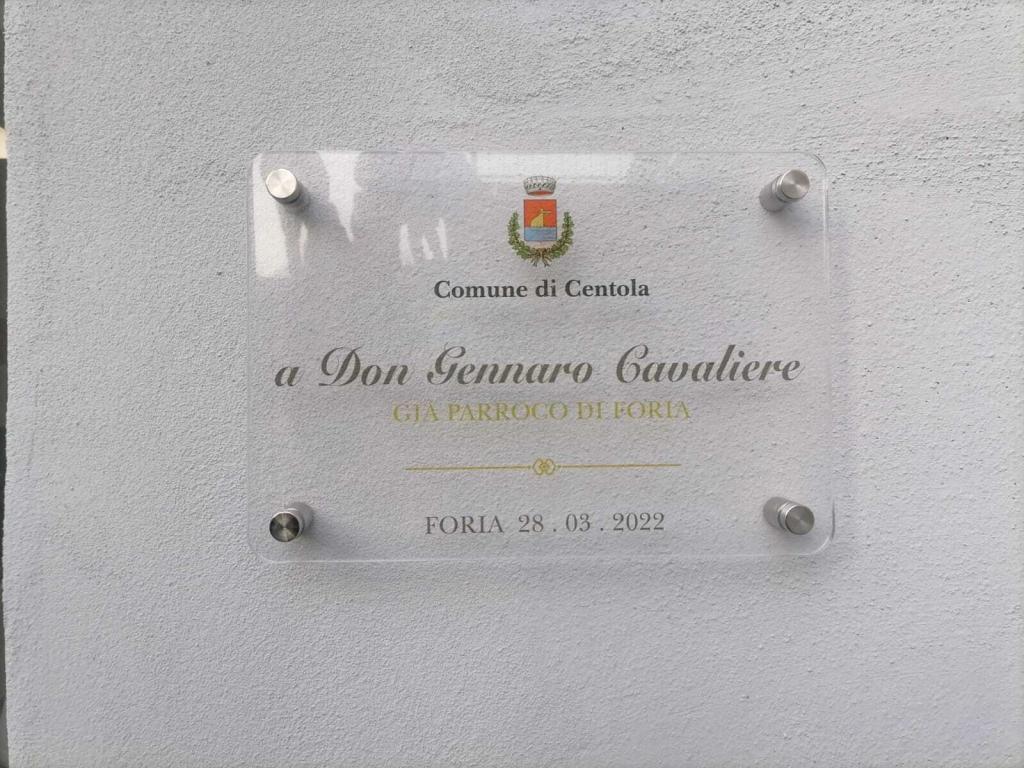 Comune di Centola
a Don Gennaro Cavaliere
GIÀ PARROCO DI FORIA
FORIA 28 . 03 . 2022